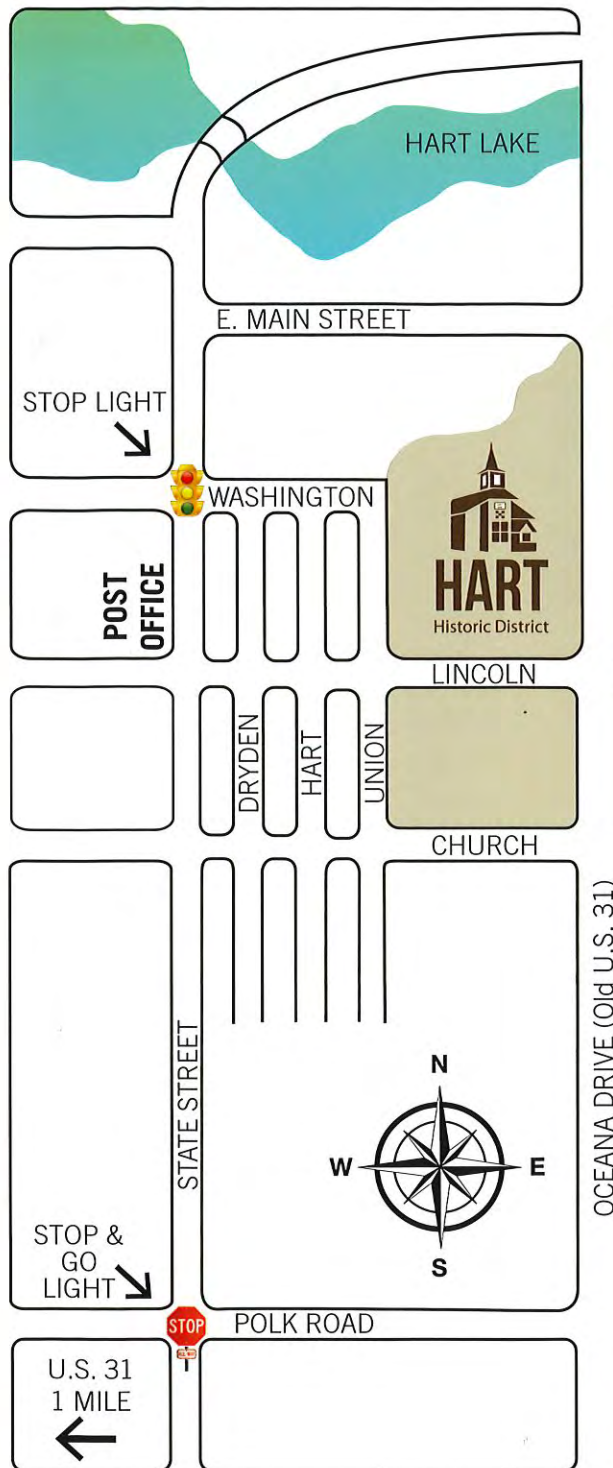 HART LAKE
E. MAIN STREET
STOP LIGHT
WASHINGTON
POST
OFFICE
HART
Historic District
LINCOLN
DRYDEN
HART
UNION
CHURCH
OCEANA DRIVE (Old U.S. 31)
STATE STREET
N
W
E
S
STOP &
GO
LIGHT
STOP
POLK ROAD
U.S. 31
1 MILE